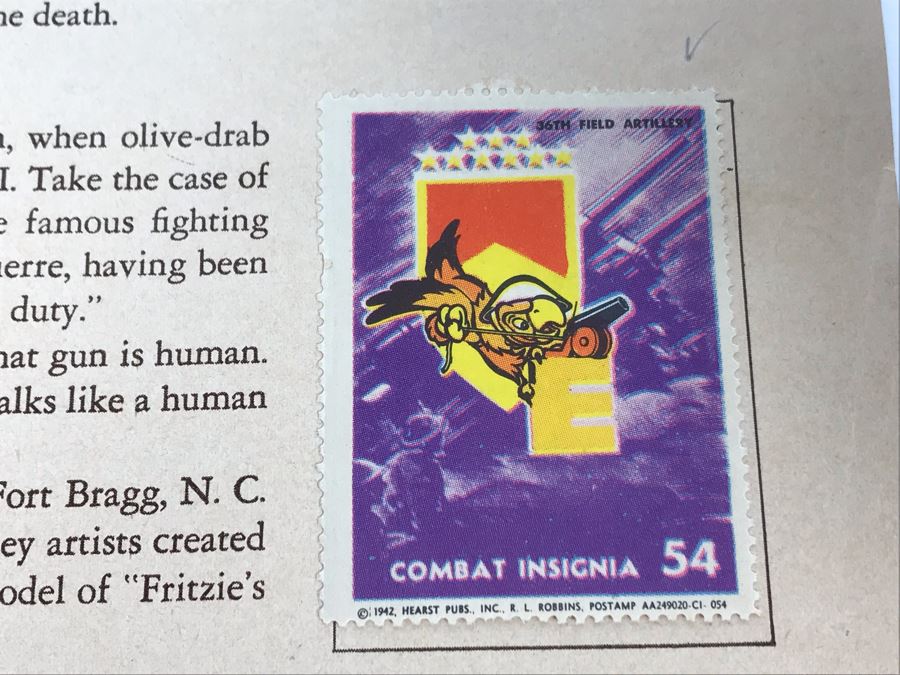 ne death.
n, when olive-drab
I. Take the case of
e famous fighting
uerre, having been
duty."
hat gun is human.
alks like a human
Fort Bragg, N. C.
ey artists created
odel of "Fritzie's
36TH FIELD ARTILLERY
E
COMBAT INSIGNIA 54
©: 1942, HEARST PUBS., INC., R. L. ROBBINS, POSTAMP AA249020-CI- 054